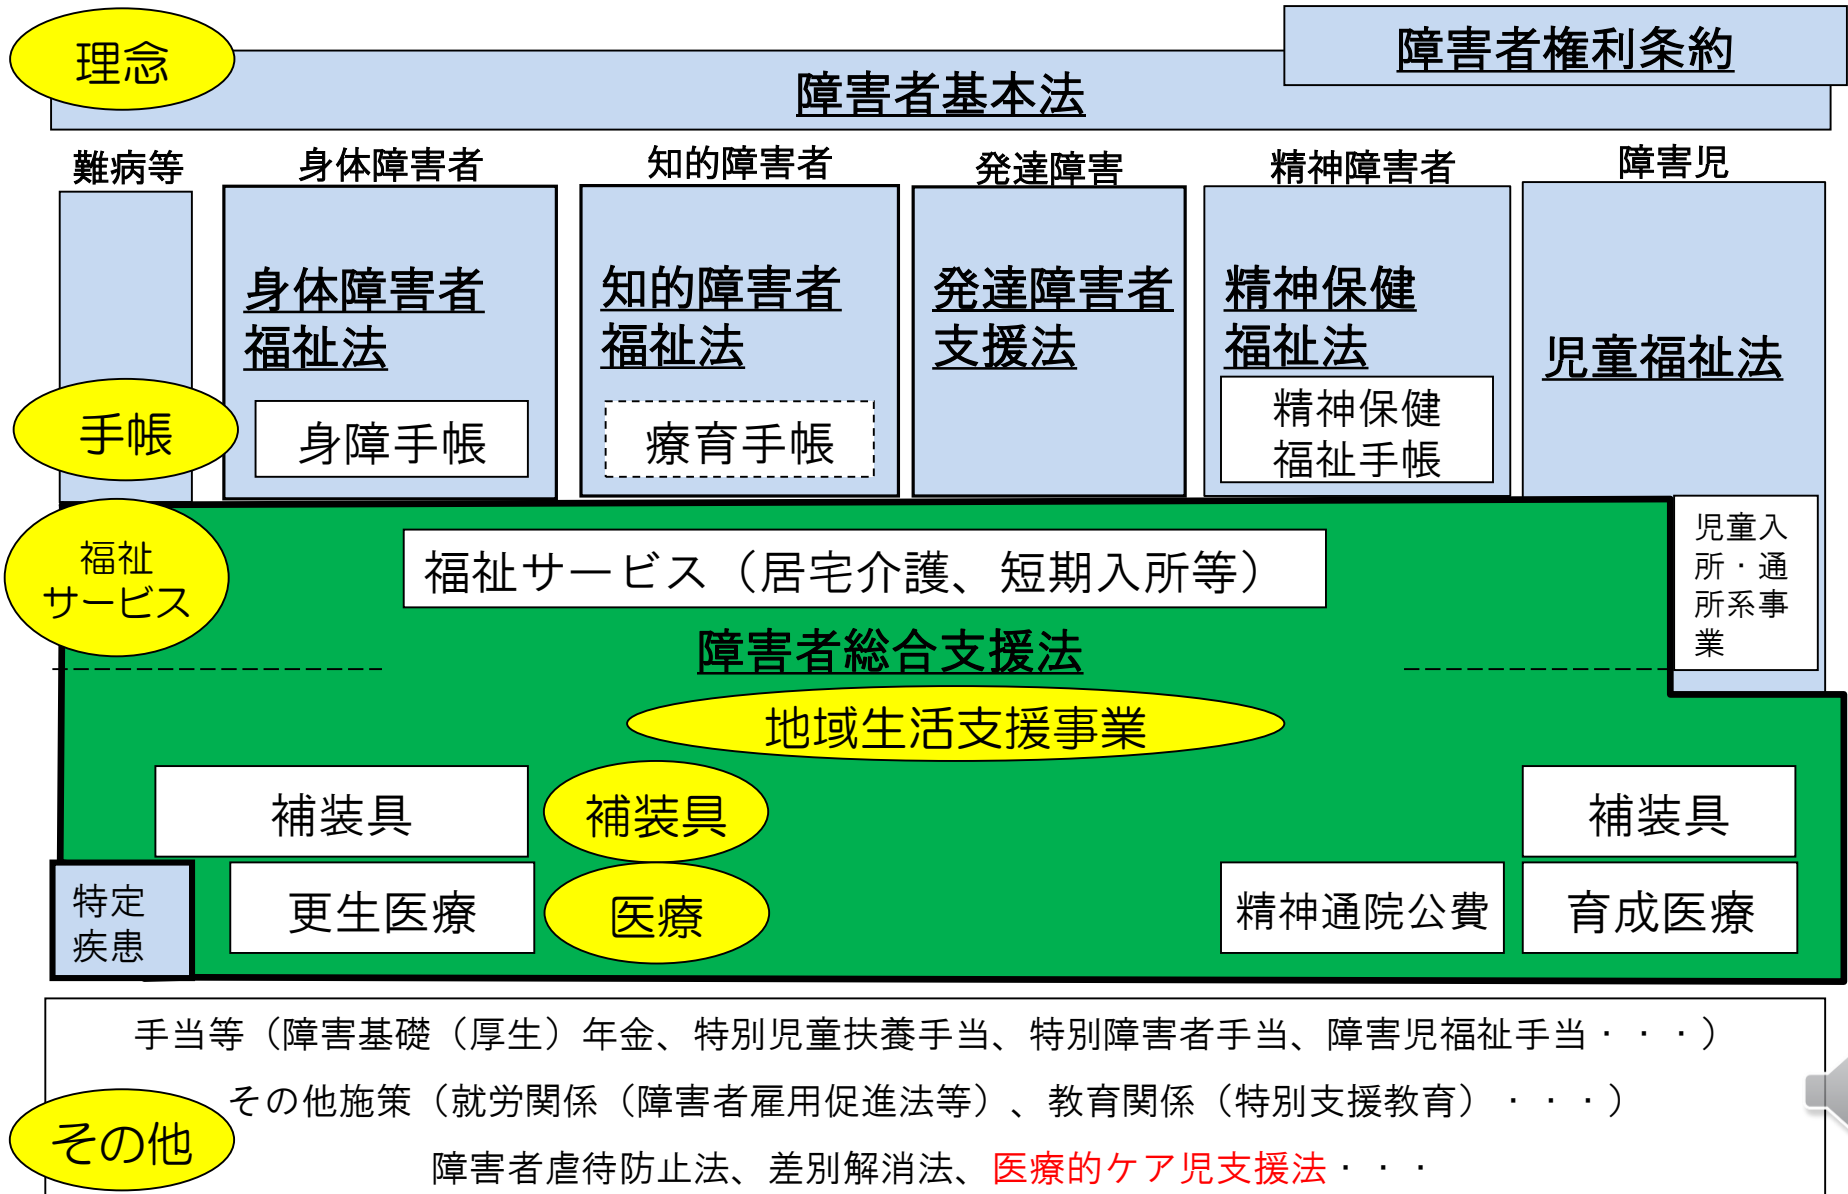 理念
障害者権利条約
障害者基本法
難病等
身体障害者
知的障害者
発達障害
精神障害者
障害児
身体障害者
福祉法
知的障害者
福祉法
発達障害者
支援法
精神保健
福祉法
児童福祉法
手帳
身障手帳
療育手帳
精神保健
福祉手帳
福祉
サービス
福祉サービス（居宅介護、短期入所等）
児童入
所・通
所系事
業
障害者総合支援法
地域生活支援事業
補装具
補装具
補装具
特定
疾患
更生医療
医療
精神通院公費
育成医療
手当等（障害基礎（厚生）年金、特別児童扶養手当、特別障害者手当、障害児福祉手当・・・）
その他施策（就労関係（障害者雇用促進法等）、教育関係（特別支援教育）・・・）
その他
障害者虐待防止法、差別解消法、医療的ケア児支援法・・・